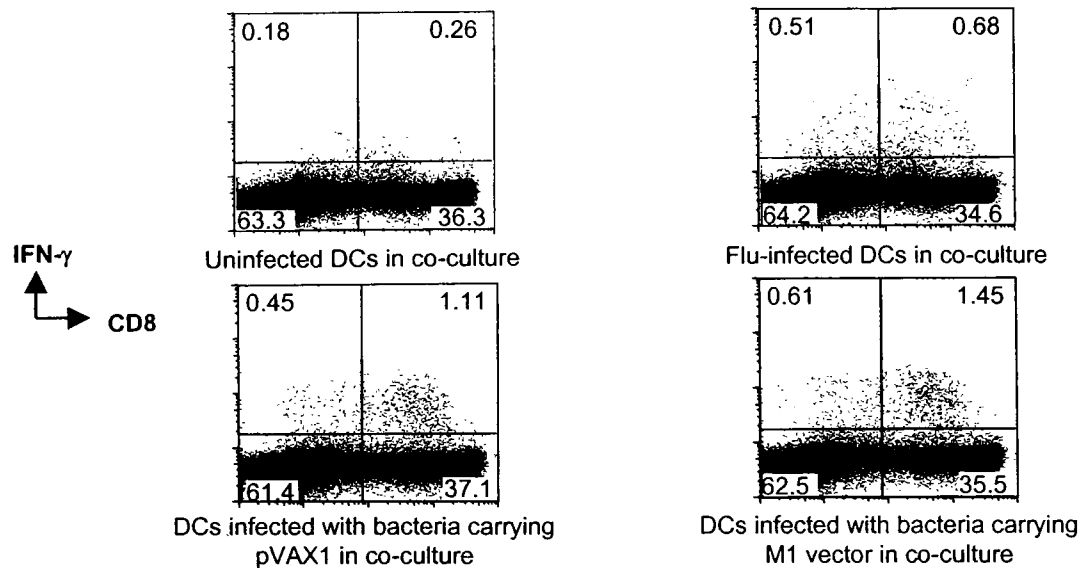 0.18 0.26
63.3 36.3
Uninfected DCs in co-culture
0.51 0.68
64.2 34.6
Flu-infected DCs in co-culture
IFN-γ
CD8
0.45 1.11
61.4 37.1
DCs infected with bacteria carrying
pVAX1 in co-culture
0.61 1.45
62.5 35.5
DCs infected with bacteria carrying
M1 vector in co-culture